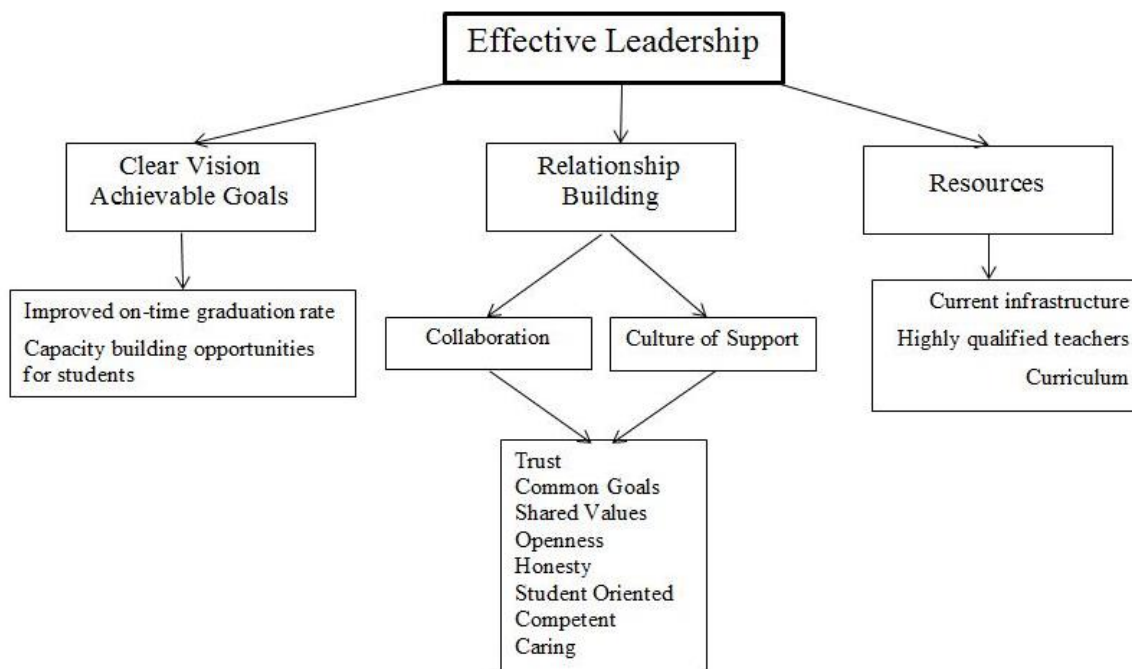 Effective Leadership
Clear Vision
Achievable Goals
Relationship
Building
Resources
Improved on-time graduation rate
Capacity building opportunities
for students
Collaboration
Culture of Support
Current infrastructure
Highly qualified teachers
Curriculum
Trust
Common Goals
Shared Values
Openness
Honesty
Student Oriented
Competent
Caring